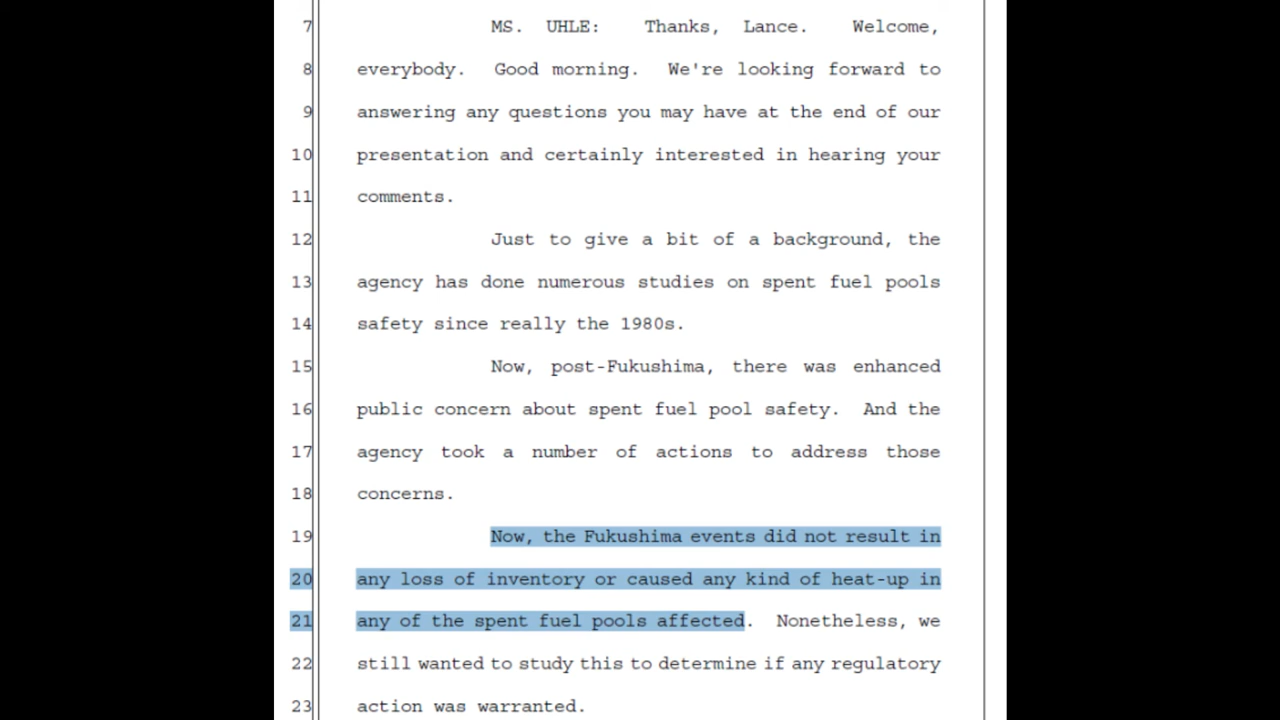 7 MS. UHLE: Thanks, Lance. Welcome,
8 everybody. Good morning. We're looking forward to
9 answering any questions you may have at the end of our
10 presentation and certainly interested in hearing your
11 comments.
12 Just to give a bit of a background, the
13 agency has done numerous studies on spent fuel pools
14 safety since really the 1980s.
15 Now, post-Fukushima, there was enhanced
16 public concern about spent fuel pool safety. And the
17 agency took a number of actions to address those
18 concerns.
19 Now, the Fukushima events did not result in
20 any loss of inventory or caused any kind of heat-up in
21 any of the spent fuel pools affected. Nonetheless, we
22 still wanted to study this to determine if any regulatory
23 action was warranted.